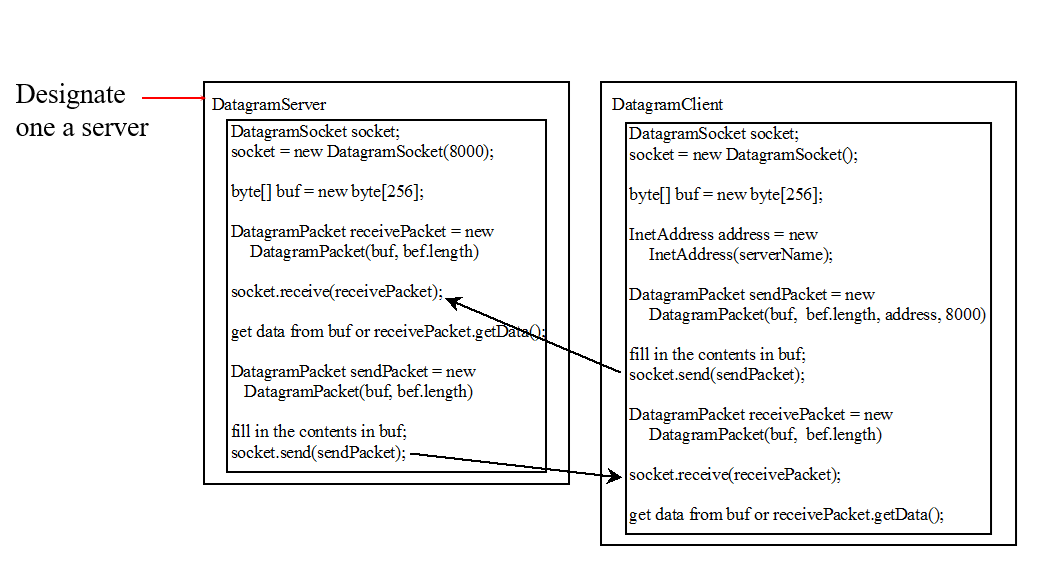 Designate
one a server
DatagramServer
DatagramSocket socket;
socket = new DatagramSocket(8000);
byte[] buf = new byte[256];
DatagramPacket receivePacket = new
DatagramPacket(buf, bef.length)
socket.receive(receivePacket);
get data from buf or receivePacket.getData();
DatagramPacket sendPacket = new
DatagramPacket(buf, bef.length)
fill in the contents in buf;
socket.send(sendPacket);
DatagramClient
DatagramSocket socket;
socket = new DatagramSocket();
byte[] buf = new byte[256];
InetAddress address = new
InetAddress(serverName);
DatagramPacket sendPacket = new
DatagramPacket(buf, bef.length, address, 8000)
fill in the contents in buf;
socket.send(sendPacket);
DatagramPacket receivePacket = new
DatagramPacket(buf, bef.length)
socket.receive(receivePacket);
get data from buf or receivePacket.getData();